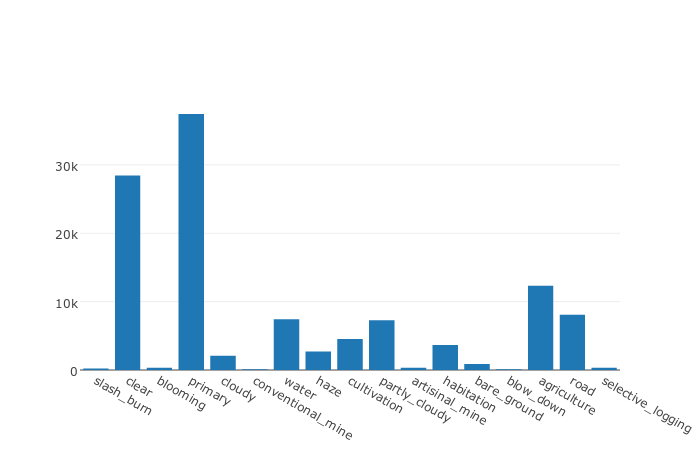 30k
20k
10k
0
slash_burn
clear
blooming
primary
cloudy
conventional_mine
water
haze
cultivation
partly_cloudy
artisinal_mine
habitation
bare_ground
blow_down
agriculture
road
selective_logging